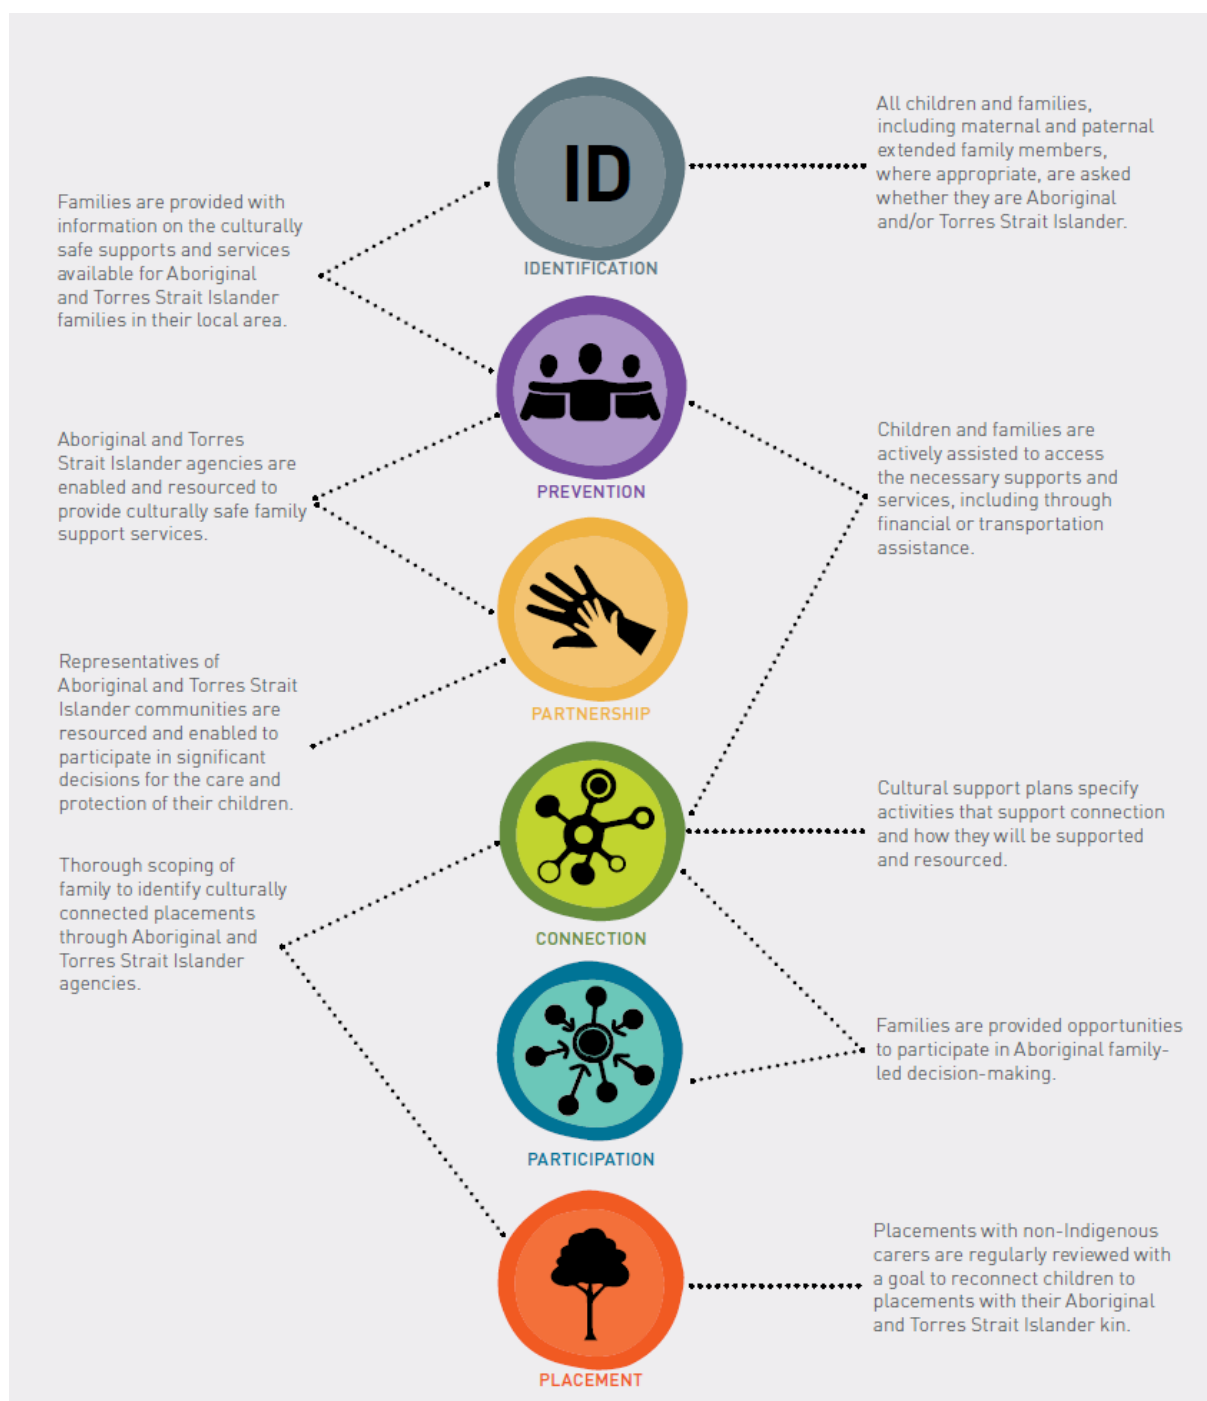 ID
IDENTIFICATION
All children and families,
including maternal and paternal
extended family members,
where appropriate, are asked
whether they are Aboriginal
and/or Torres Strait Islander.
Families are provided with
information on the culturally
safe supports and services
available for Aboriginal
and Torres Strait Islander
families in their local area.
PREVENTION
Aboriginal and Torres
Strait Islander agencies are
enabled and resourced to
provide culturally safe family
support services.
Children and families are
actively assisted to access
the necessary supports and
services, including through
financial or transportation
assistance.
PARTNERSHIP
Representatives of
Aboriginal and Torres Strait
Islander communities are
resourced and enabled to
participate in significant
decisions for the care and
protection of their children.
CONNECTION
Cultural support plans specify
activities that support connection
and how they will be supported
and resourced.
Thorough scoping of
family to identify culturally
connected placements
through Aboriginal and
Torres Strait Islander
agencies.
PARTICIPATION
Families are provided opportunities
to participate in Aboriginal family-
led decision-making.
PLACEMENT
Placements with non-Indigenous
carers are regularly reviewed with
a goal to reconnect children to
placements with their Aboriginal
and Torres Strait Islander kin.